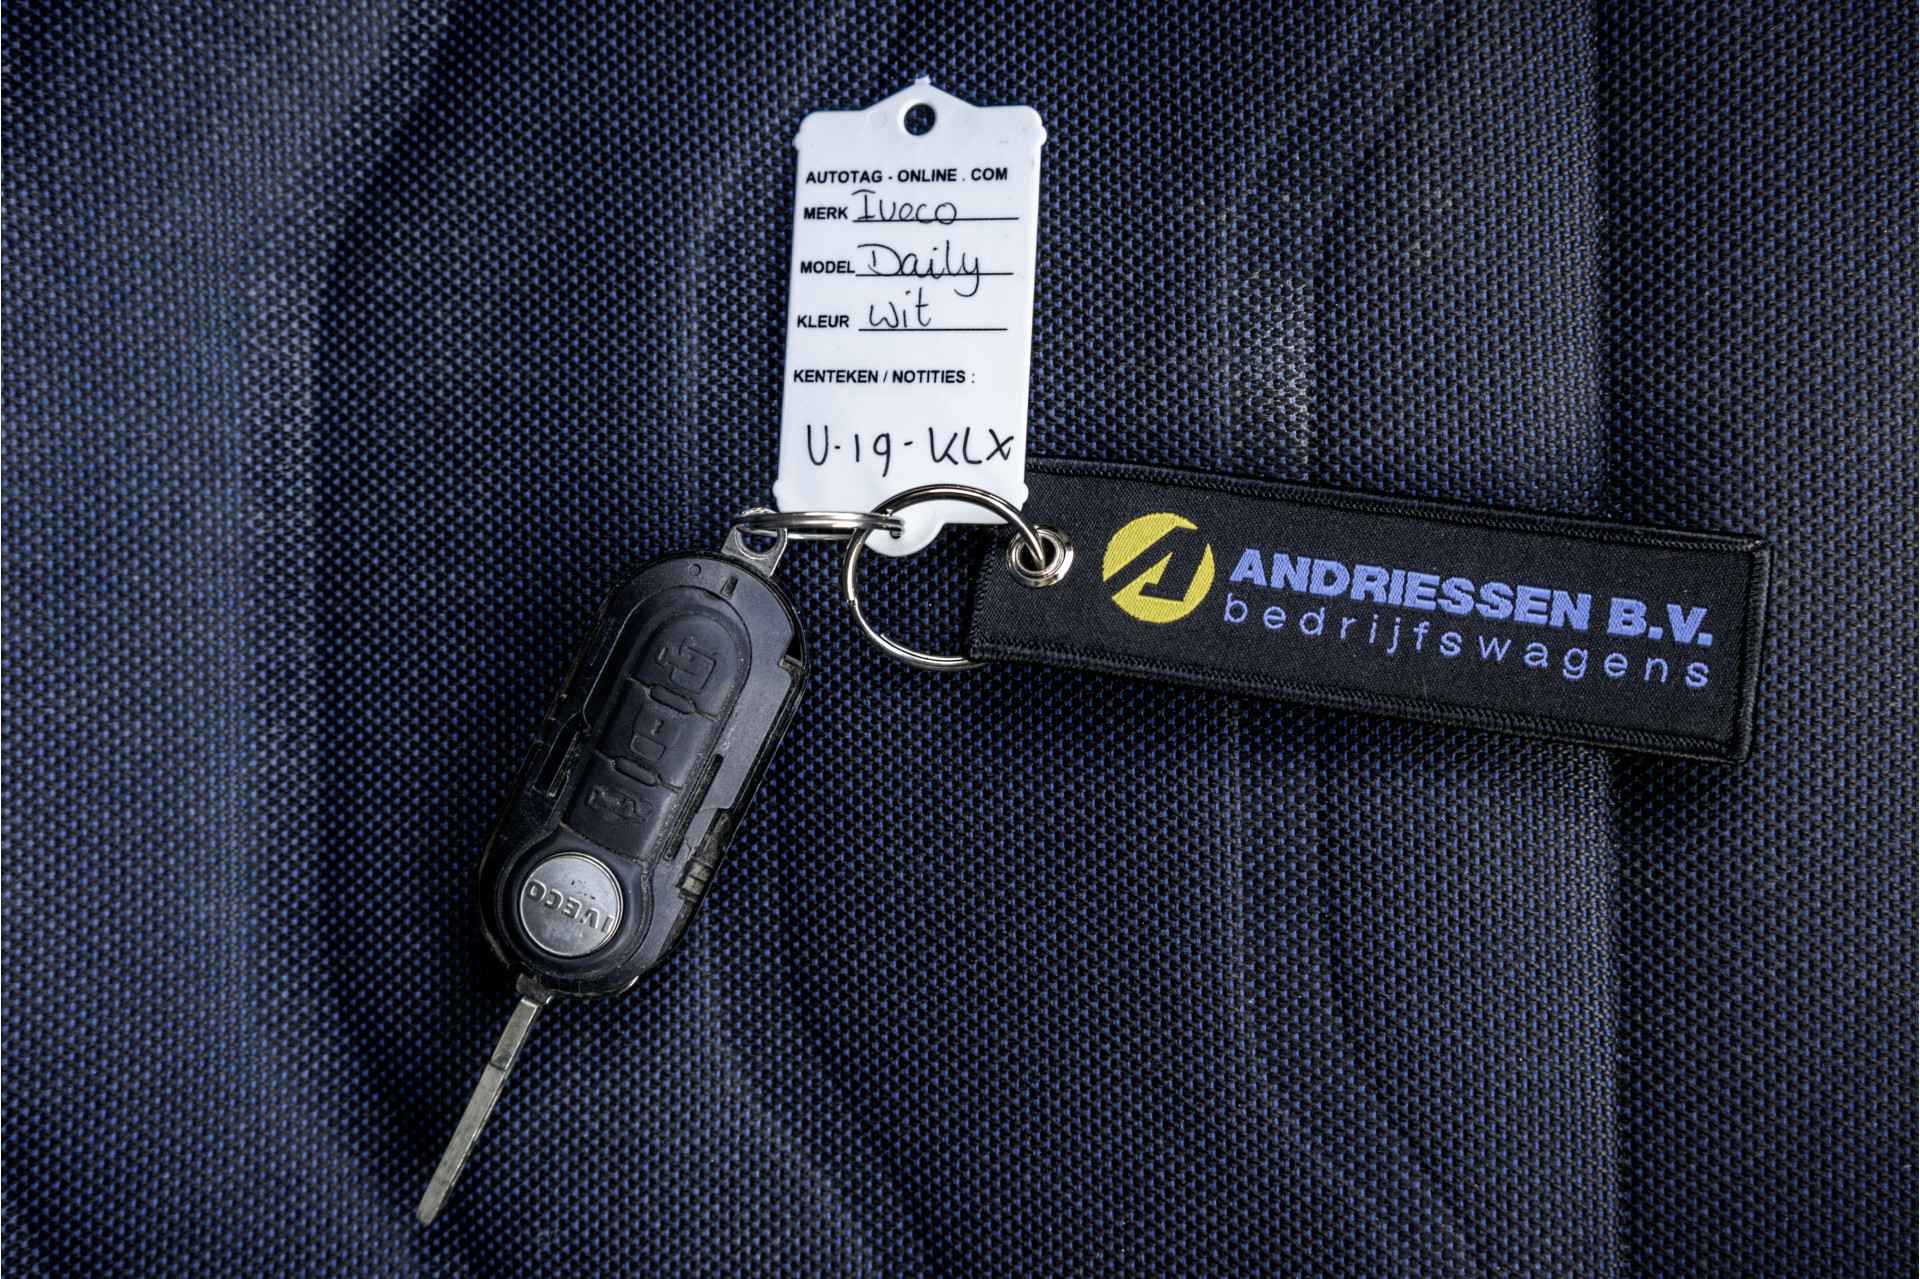 AUTOTAG - ONLINE . COM
MERK Iveco
MODEL Daily
KLEUR wit
KENTEKEN / NOTITIES :
V-19-KLX
ANDRIESSEN B.V.
bedrijfswagens
IVECO